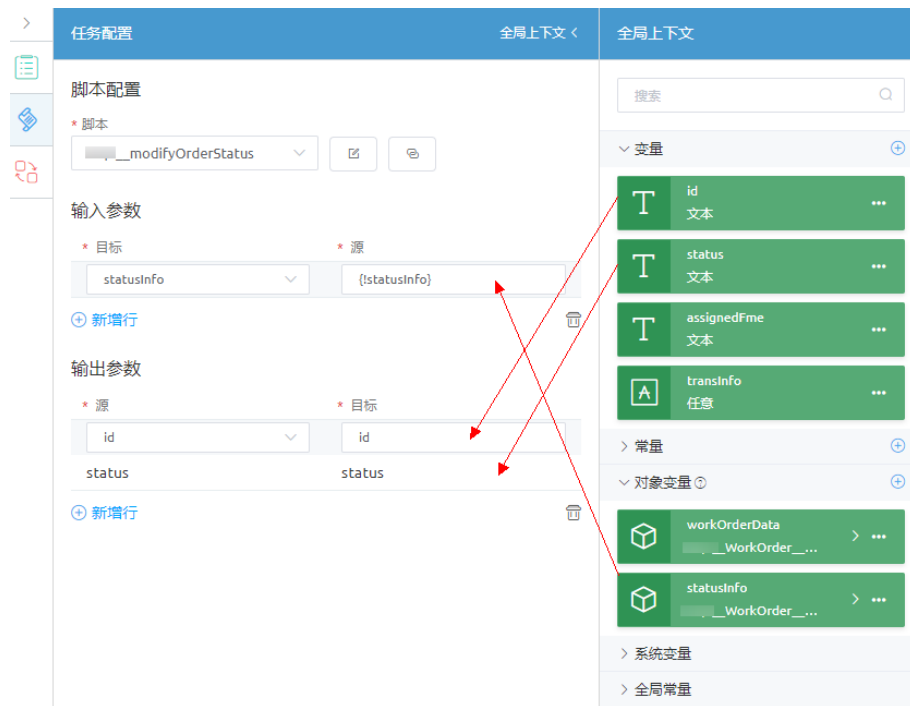 任务配置
全局上下文
脚本配置
* 脚本
__modifyOrderStatus
输入参数
* 目标
* 源
statusInfo
{!statusInfo}
新增行
输出参数
* 源
* 目标
id
id
status
status
新增行
全局上下文
搜索
变量
id
文本
status
文本
assignedFme
文本
transInfo
任意
常量
对象变量
workOrderData
__WorkOrder__...
statusInfo
__WorkOrder__...
系统变量
全局常量